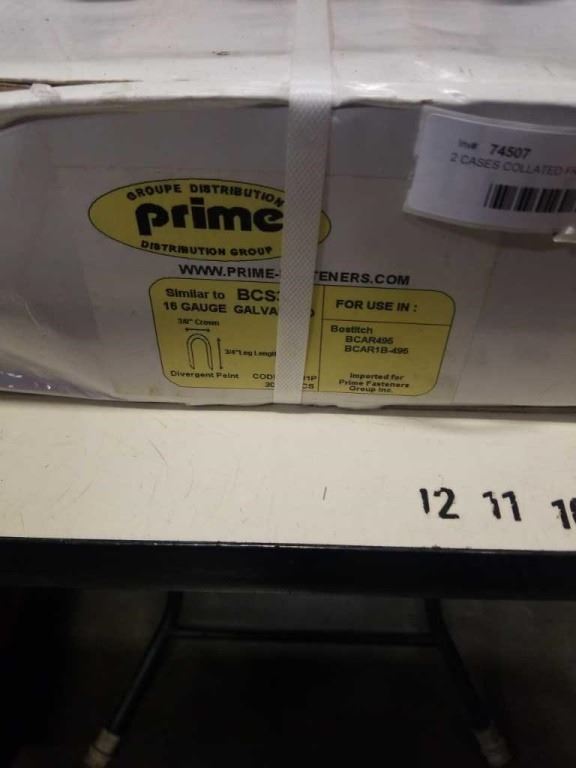 Inv# 74507
2 CASES COLLATED
GROUPE DISTRIBUTION
prime
DISTRIBUTION GROUP
WWW.PRIME- TENERS.COM
Similar to BCS
16 GAUGE GALVA
3/8" Crown
3/4" Leg Length
Divergent Point
FOR USE IN :
Bostitch
BCAR495
BCAR1B-495
Imported for
Prime Fasteners
Group Inc.
12 11